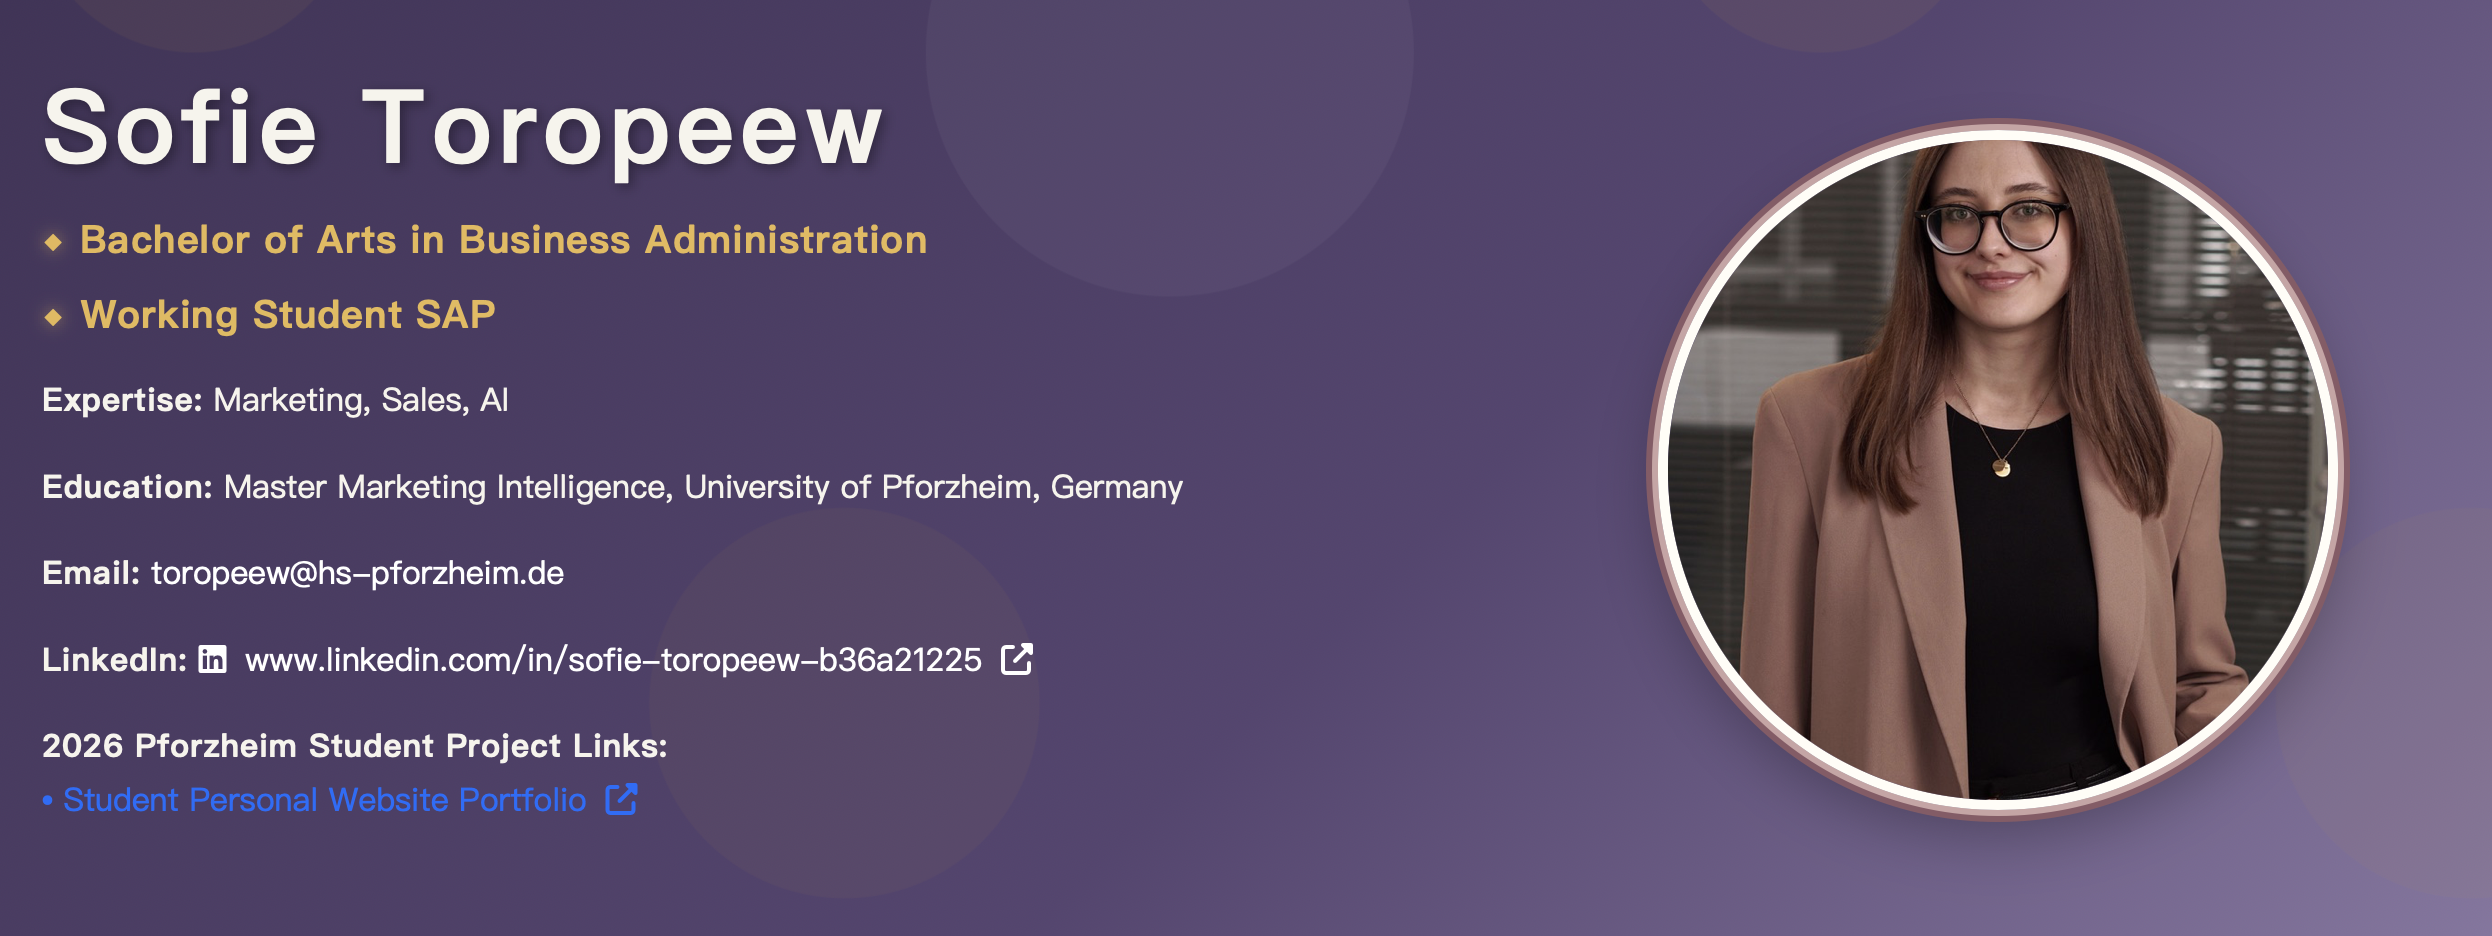 Sofie Toropeew
◆ Bachelor of Arts in Business Administration
◆ Working Student SAP
Expertise: Marketing, Sales, AI
Education: Master Marketing Intelligence, University of Pforzheim, Germany
Email: toropeew@hs-pforzheim.de
LinkedIn: in www.linkedin.com/in/sofie-toropeew-b36a21225
2026 Pforzheim Student Project Links:
• Student Personal Website Portfolio